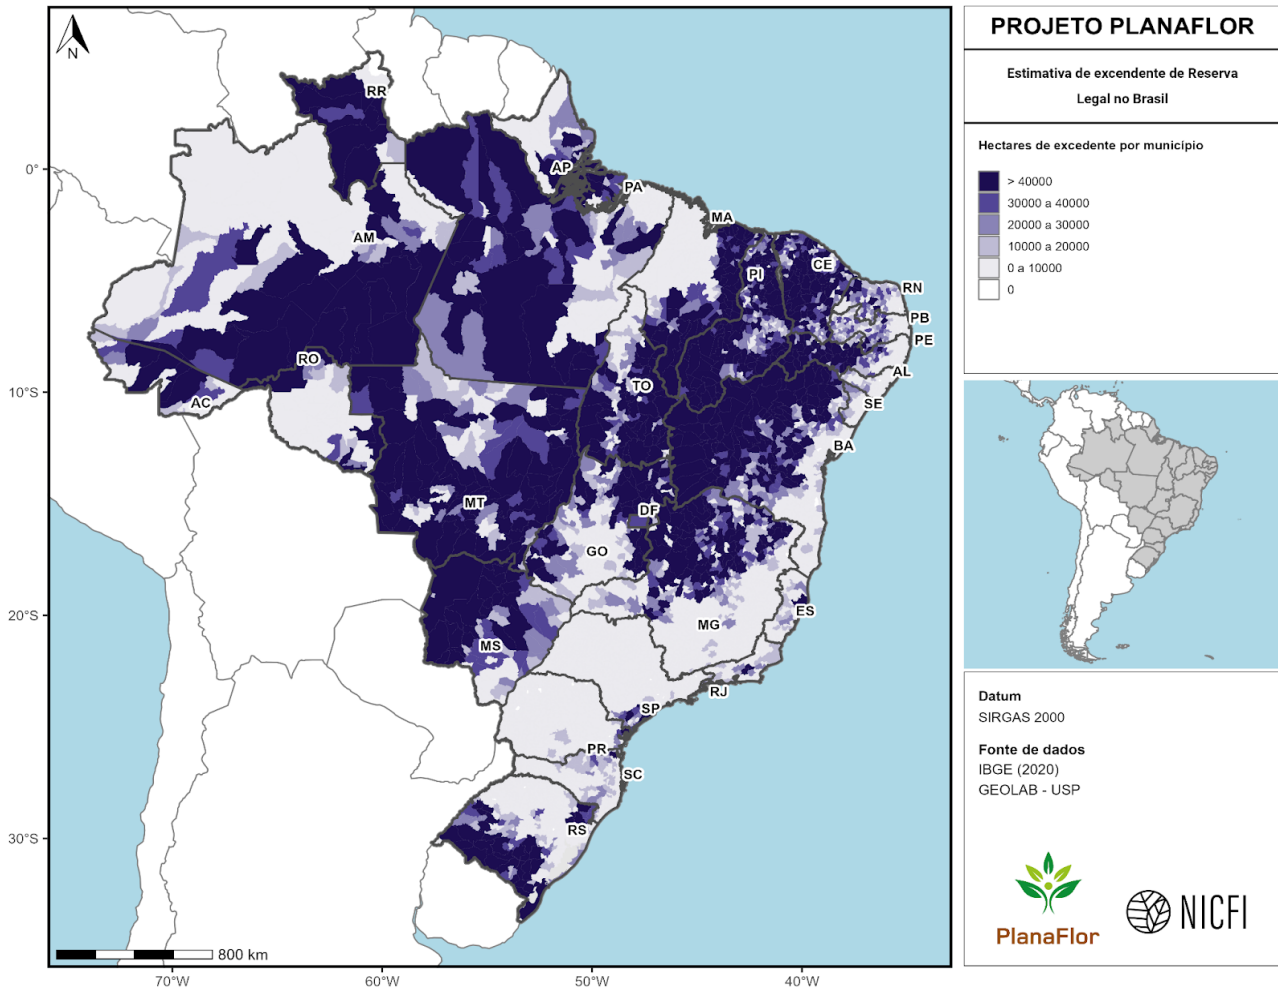 N
RR
AP
PA
AM
MA
PI
CE
RN
PB
PE
AL
SE
BA
RO
AC
TO
MT
DF
GO
MG
ES
MS
RJ
SP
PR
SC
RS
0°
10°S
20°S
30°S
800 km
70°W
60°W
50°W
40°W
PROJETO PLANAFLOR
Estimativa de excendente de Reserva
Legal no Brasil
Hectares de excedente por município
> 40000
30000 a 40000
20000 a 30000
10000 a 20000
0 a 10000
0
Datum
SIRGAS 2000
Fonte de dados
IBGE (2020)
GEOLAB - USP
PlanaFlor
NICFI